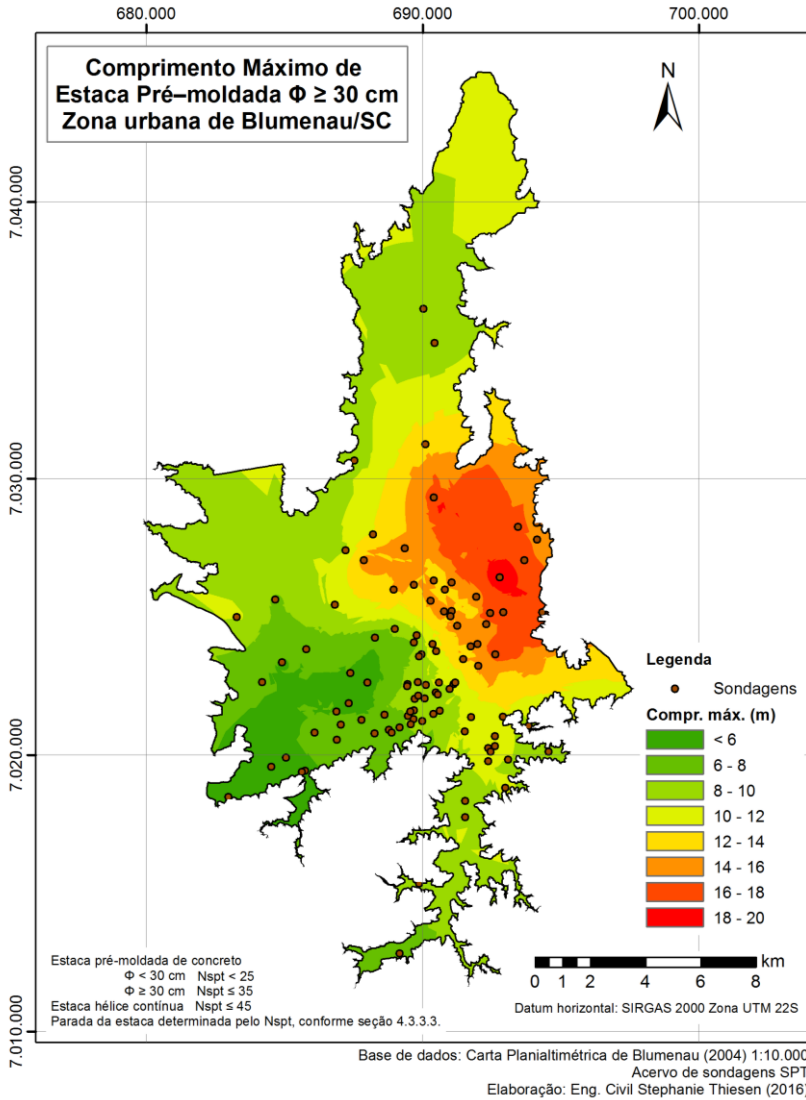 680.000 690.000 700.000
Comprimento Máximo de
Estaca Pré–moldada Φ ≥ 30 cm
Zona urbana de Blumenau/SC
N
7.040.000
7.030.000
7.020.000
7.010.000
Legenda
Sondagens
Compr. máx. (m)
< 6
6 - 8
8 - 10
10 - 12
12 - 14
14 - 16
16 - 18
18 - 20
Estaca pré-moldada de concreto
Φ < 30 cm Nspt < 25
Φ ≥ 30 cm Nspt ≤ 35
Estaca hélice contínua Nspt ≤ 45
Parada da estaca determinada pelo Nspt, conforme seção 4.3.3.3.
km
0 2 4 6 8
Datum horizontal: SIRGAS 2000 Zona UTM 22S
Base de dados: Carta Planialtimétrica de Blumenau (2004) 1:10.000
Acervo de sondagens SPT
Elaboração: Eng. Civil Stephanie Thiesen (2016)